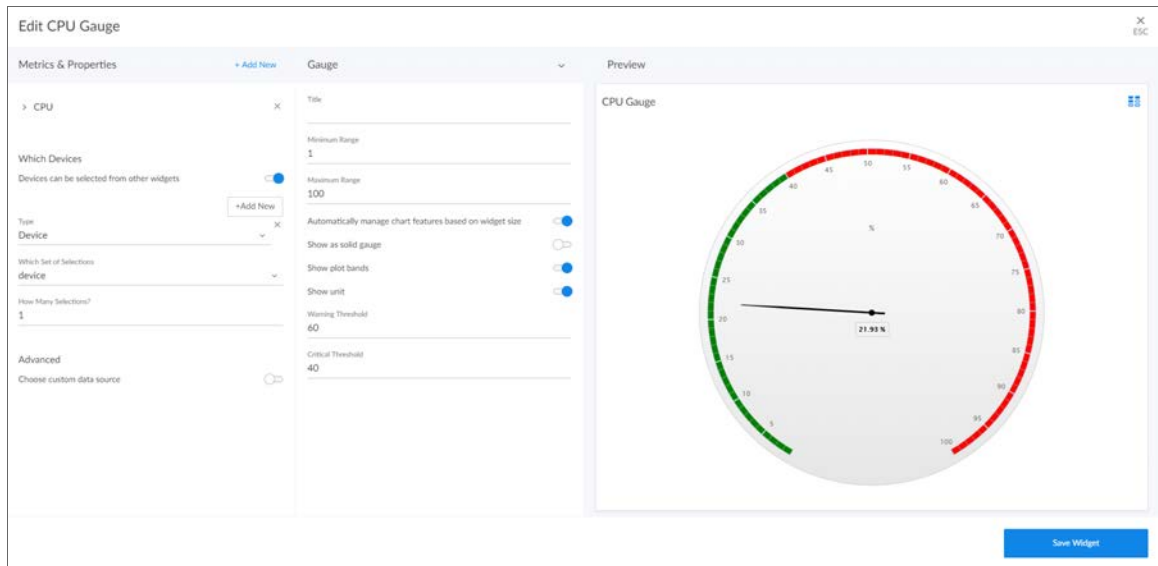 Edit CPU Gauge
×
ESC
Metrics & Properties
+ Add New
> CPU
×
Which Devices
Devices can be selected from other widgets
+Add New
Type
×
Device
Which Set of Selections
device
How Many Selections?
1
Advanced
Choose custom data source
Gauge
Title
Minimum Range
1
Maximum Range
100
Automatically manage chart features based on widget size
Show as solid gauge
Show plot bands
Show unit
Warning Threshold
60
Critical Threshold
40
Preview
CPU Gauge
5
10
15
20
25
30
35
40
45
50
55
60
65
70
75
80
85
90
95
100
%
21.93 %
Save Widget